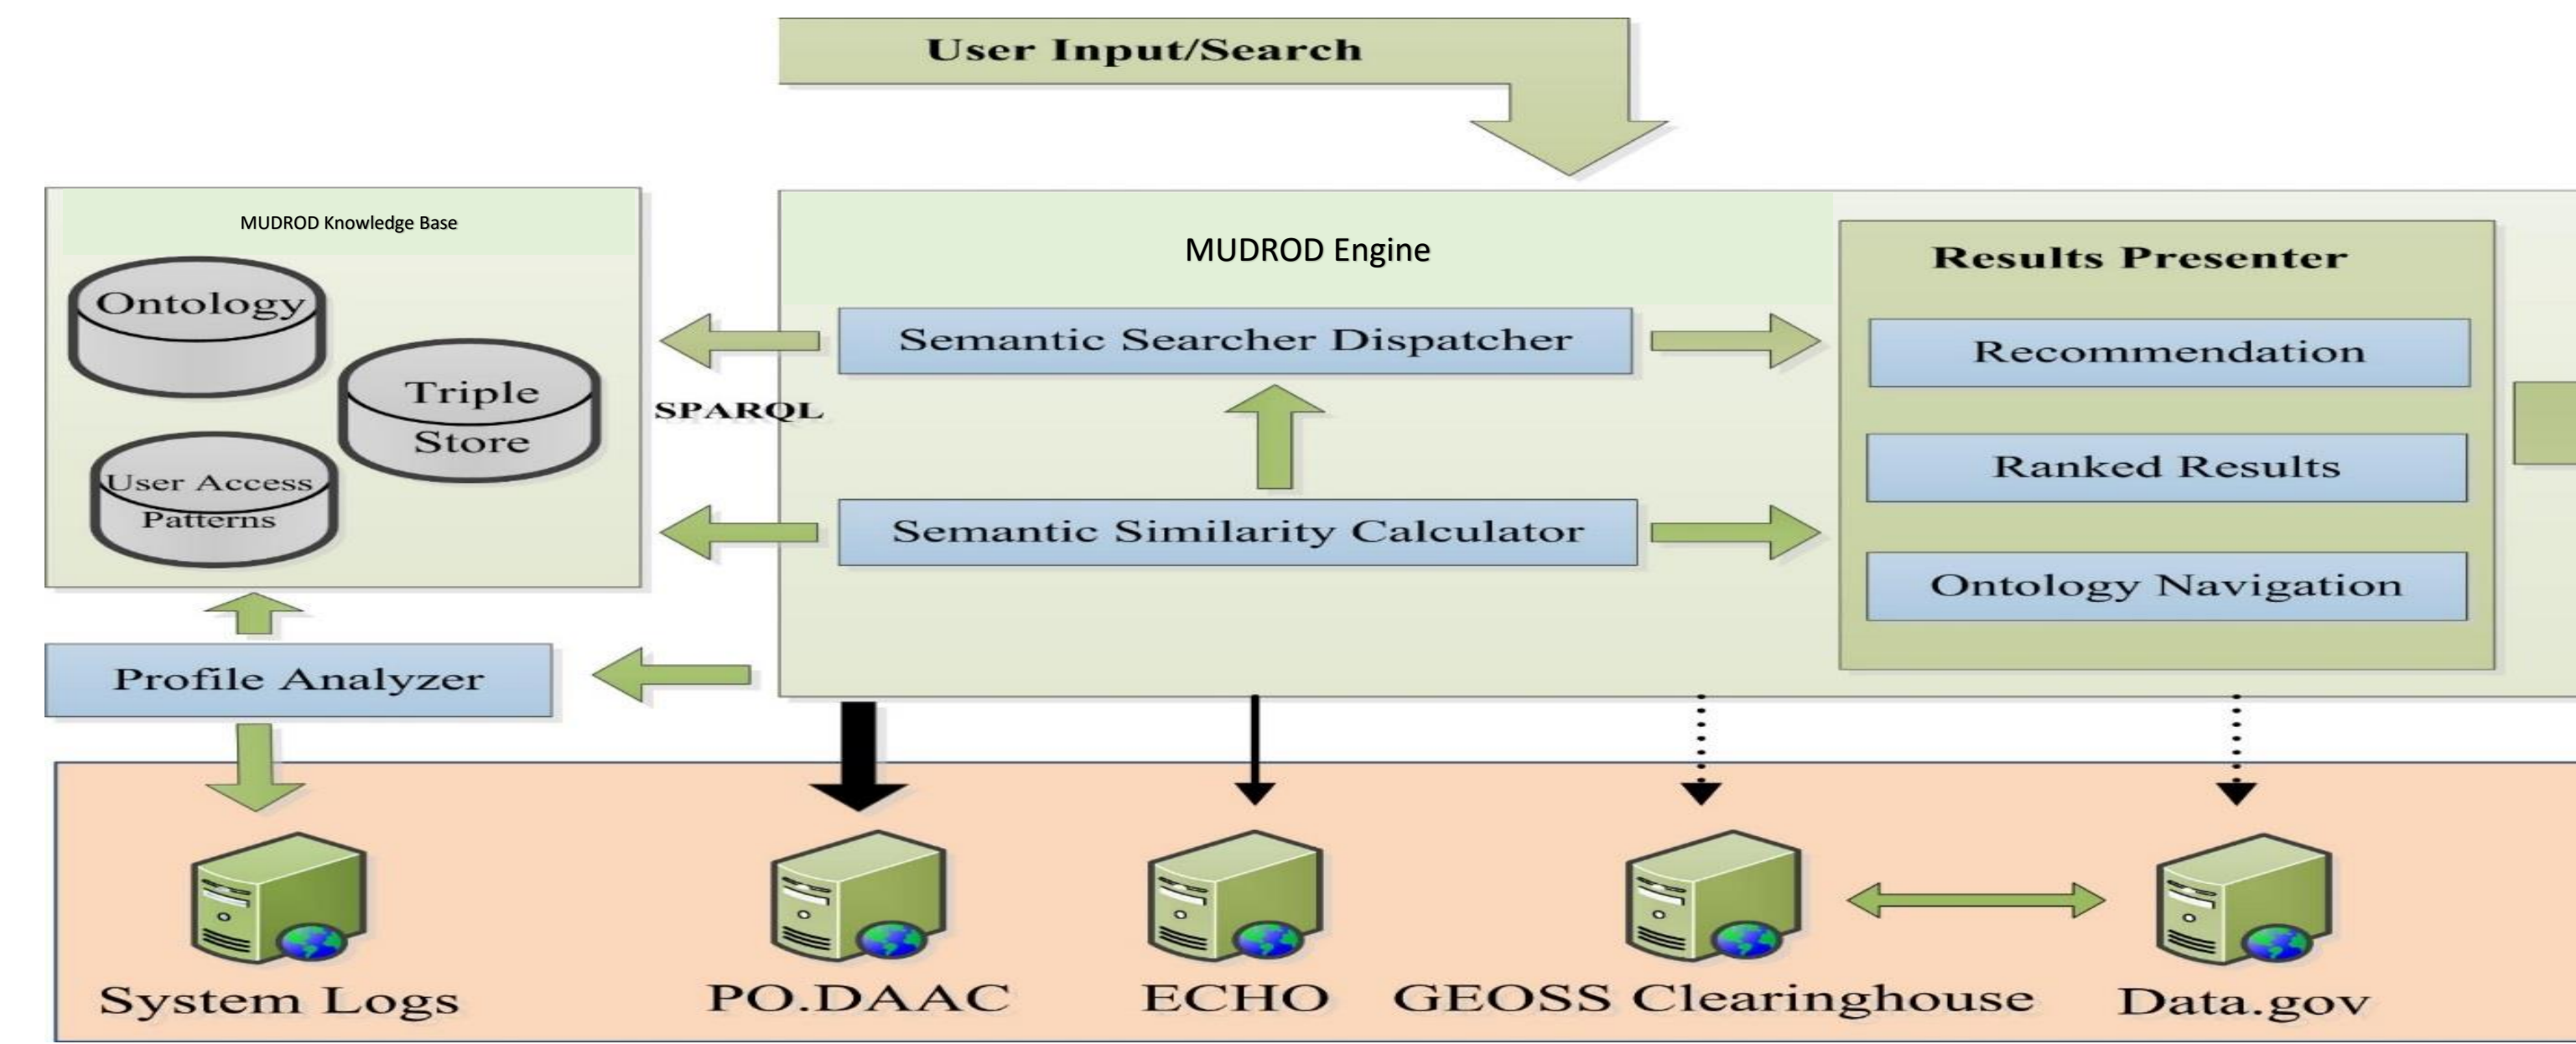 User Input/Search
MUDROD Knowledge Base
Ontology
Triple
Store
User Access
Patterns
SPARQL
MUDROD Engine
Semantic Searcher Dispatcher
Semantic Similarity Calculator
Results Presenter
Recommendation
Ranked Results
Ontology Navigation
Profile Analyzer
System Logs
PO.DAAC
ECHO
GEOSS Clearinghouse
Data.gov